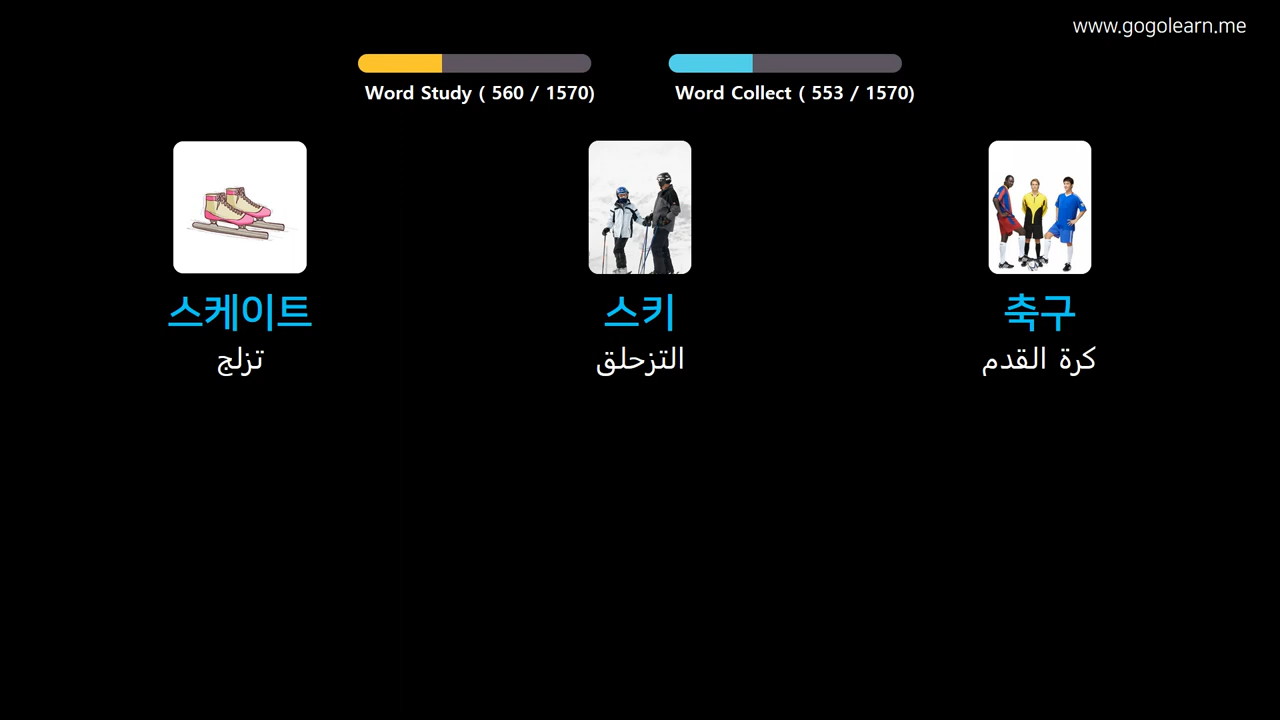 www.gogolearn.me
Word Study ( 560 / 1570)
Word Collect ( 553 / 1570)
스케이트
스키
축구
تزلج
التزحلق
كرة القدم